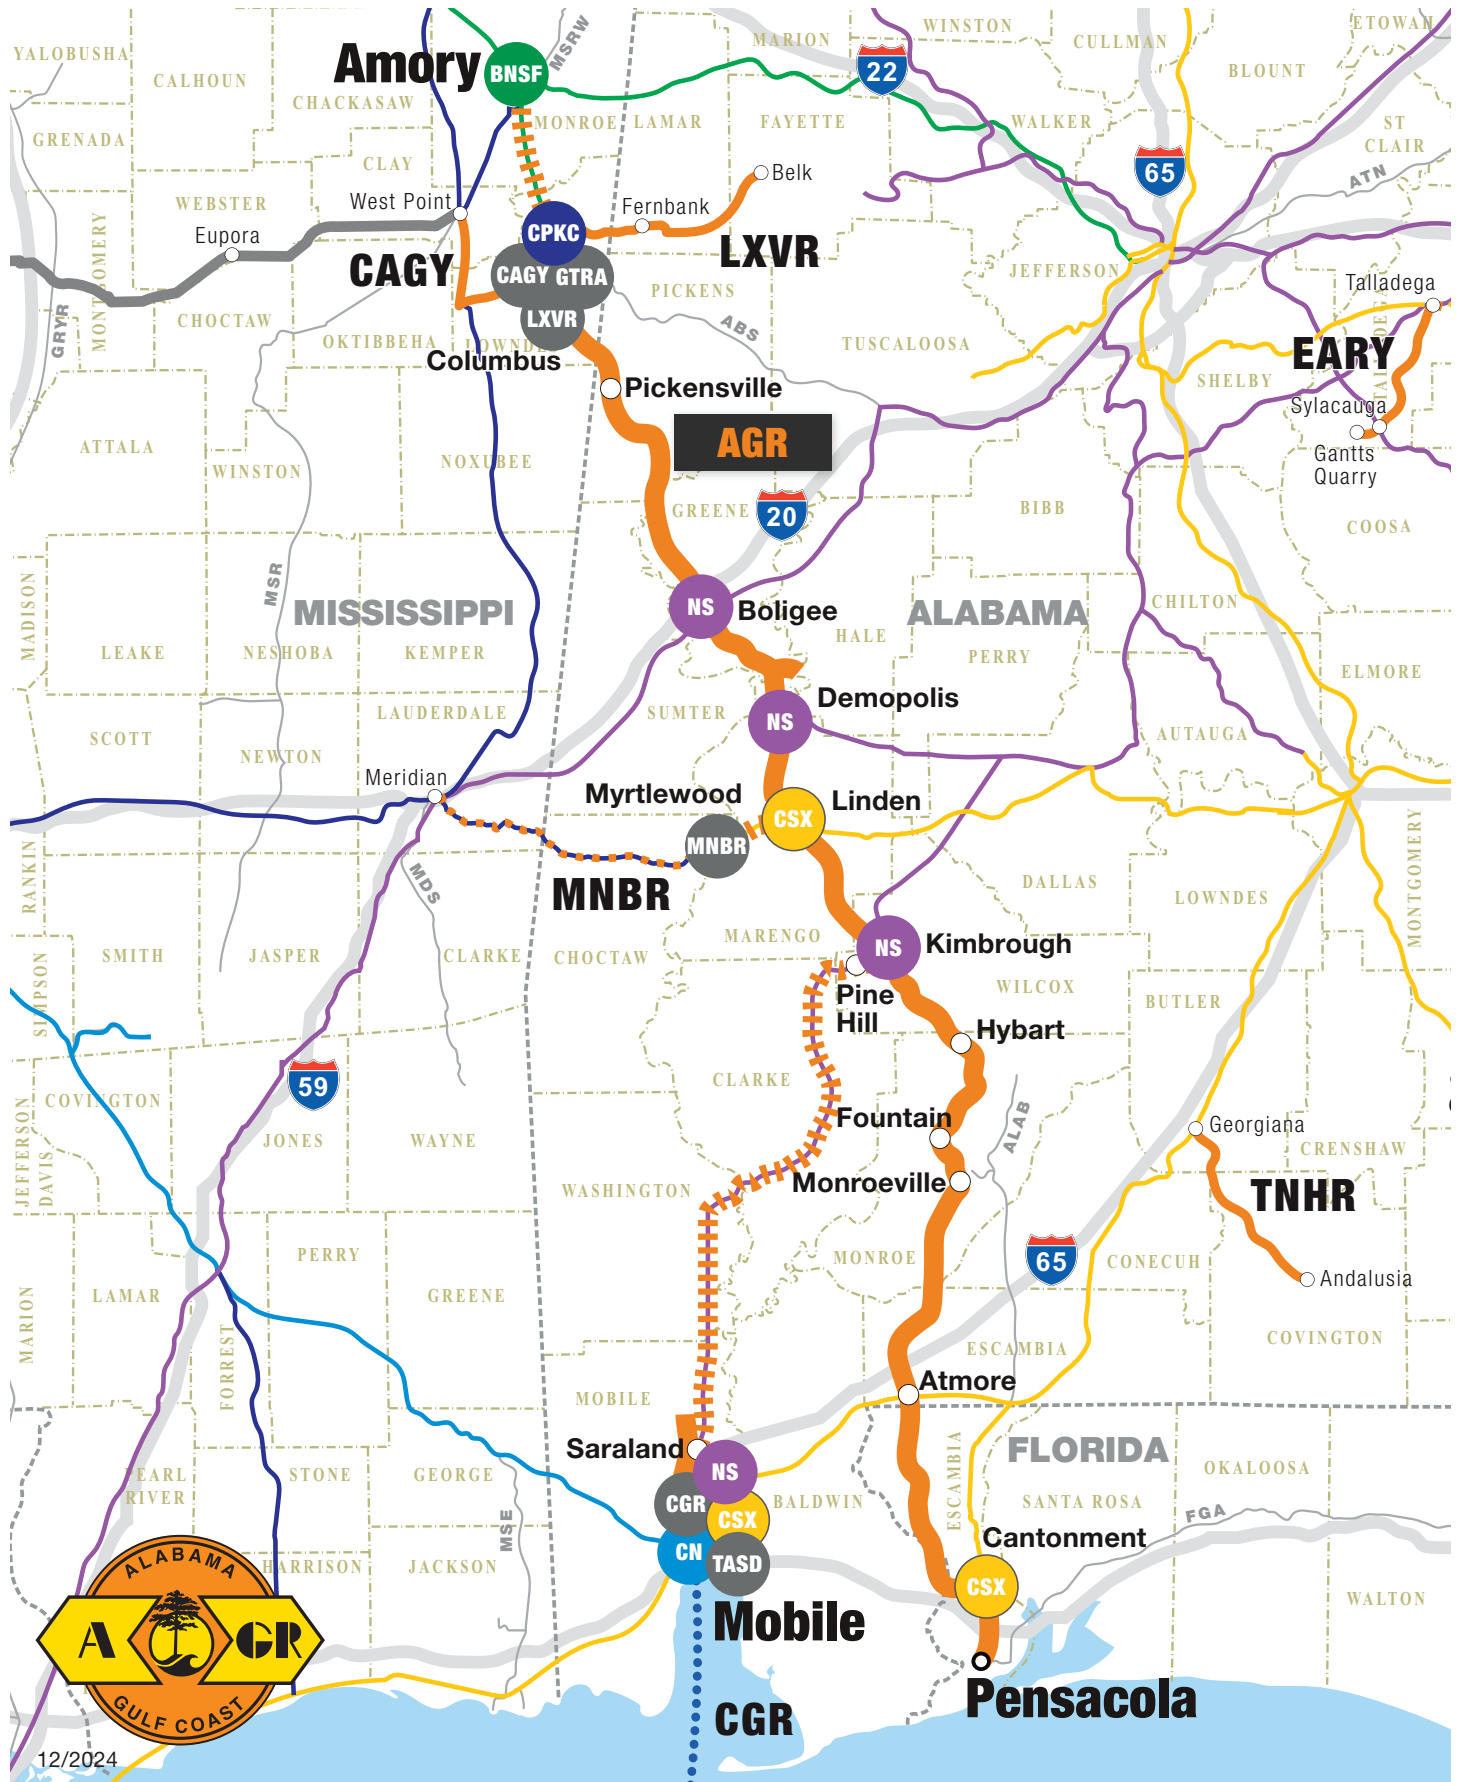 YALOBUSHA
Amory
BNSF
MSRW
MARION
WINSTON
CULLMAN
ETOWAH
22
CALHOUN
CHACKASAW
BLOUNT
GRENADA
MONROE
LAMAR
FAYETTE
WALKER
ST
CLAIR
CLAY
65
ATN
WEBSTER
West Point
Belk
Fernbank
Eupora
CPKC
LXVR
MONTGOMERY
CAGY
CAGY
GTRA
JEFFERSON
Talladega
PICKENS
GRYR
CHOCTAW
LXVR
ABS
OKTIBBEHA
Columbus
TUSCALOOSA
EARY
SHELBY
Pickensville
Sylacauga
AGR
ATTALA
WINSTON
NOXUBEE
Gantts
Quarry
GREENE
20
BIBB
COOSA
MSR
MADISON
MISSISSIPPI
NS
Boligee
ALABAMA
CHILTON
HALE
LEAKE
NESHOBA
KEMPER
PERRY
ELMORE
LAUDERDALE
SUMTER
NS
Demopolis
SCOTT
NEWTON
AUTAUGA
Meridian
Myrtlewood
CSX
Linden
MNBR
MONTGOMERY
RANKIN
MDS
MNBR
DALLAS
LOWNDES
SMITH
JASPER
CLARKE
CHOCTAW
MARENGO
NS
Kimbrough
SIMPSON
Pine
Hill
WILCOX
BUTLER
Hybart
59
CLARKE
COVINGTON
Fountain
ALAB
Georgiana
JEFFERSON
DAVIS
JONES
WAYNE
CRENSHAW
WASHINGTON
Monroeville
TNHR
PERRY
MONROE
65
CONECUH
Andalusia
MARION
LAMAR
GREENE
FORREST
ESCAMBIA
COVINGTON
Atmore
MOBILE
Saraland
NS
FLORIDA
PEARL
RIVER
STONE
GEORGE
OKALOOSA
CGR
CSX
BALDWIN
ESCAMBIA
SANTA ROSA
FGA
MSE
Cantonment
CN
TASD
HARRISON
JACKSON
CSX
WALTON
ALABAMA
A
GR
GULF COAST
Mobile
Pensacola
CGR
12/2024